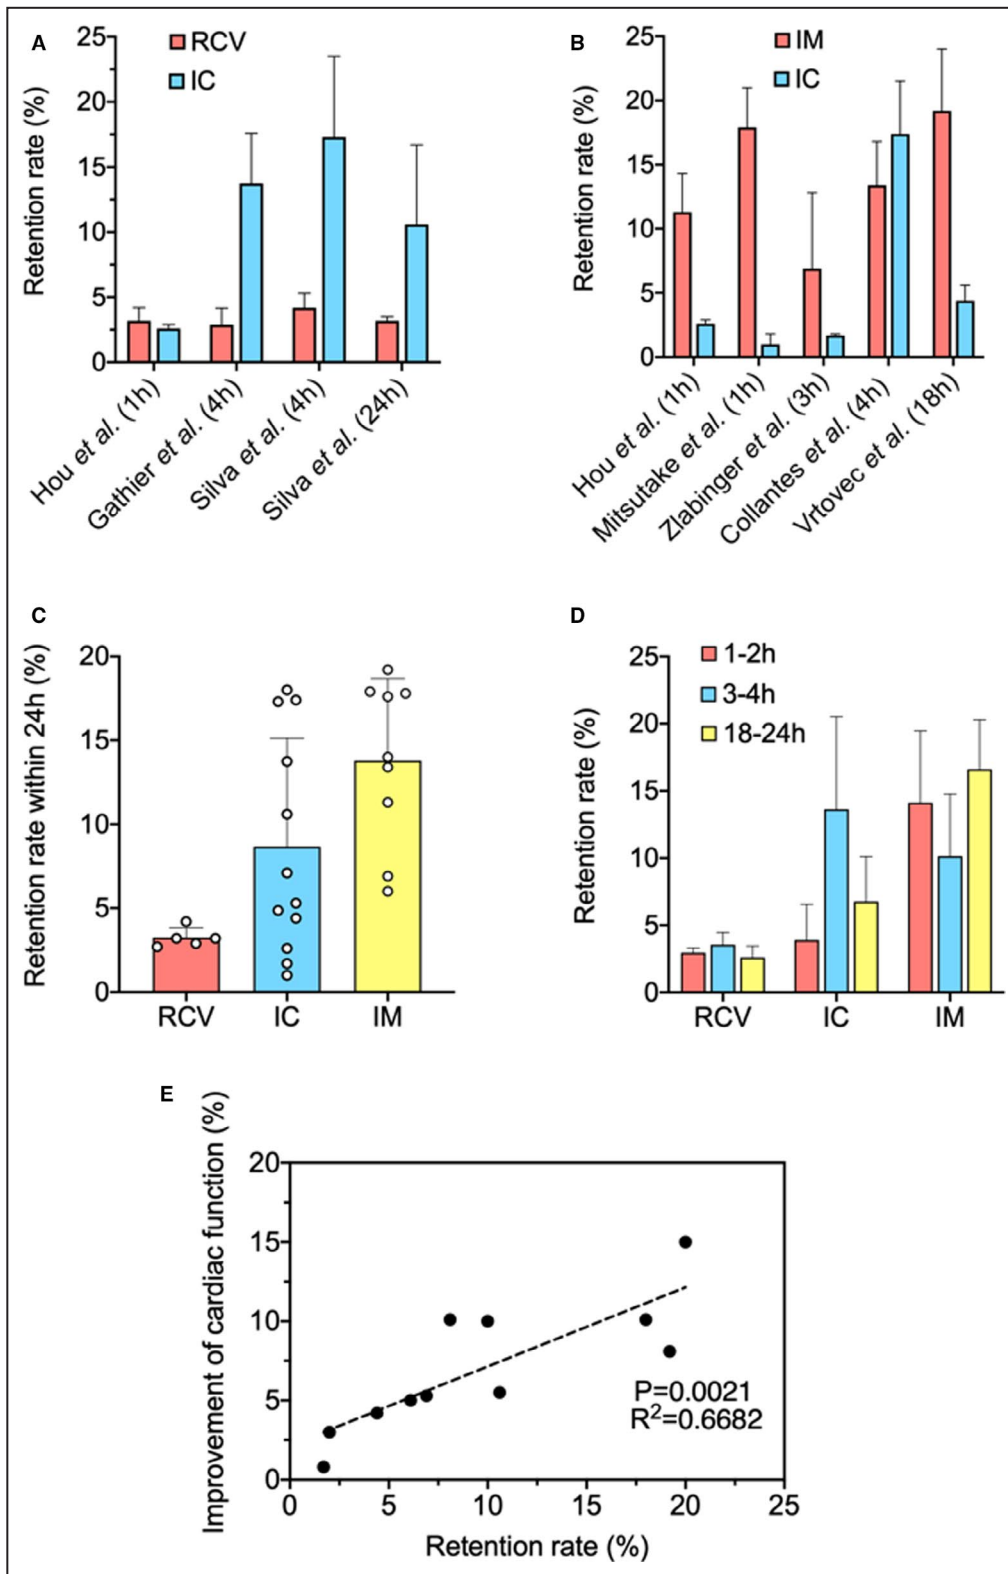 A
RCV
IC
Retention rate (%)
25
20
15
10
5
0
Hou et al. (1h)
Gathier et al. (4h)
Silva et al. (4h)
Silva et al. (24h)
B
IM
IC
Retention rate (%)
25
20
15
10
5
0
Hou et al. (1h)
Mitsutake et al. (1h)
Zlabinger et al. (3h)
Collantes et al. (4h)
Vrtovec et al. (18h)
C
Retention rate within 24h (%)
20
15
10
5
0
RCV
IC
IM
D
1-2h
3-4h
18-24h
Retention rate (%)
25
20
15
10
5
0
RCV
IC
IM
E
Improvement of cardiac function (%)
20
15
10
5
0
P=0.0021
R²=0.6682
0
5
10
15
20
25
Retention rate (%)